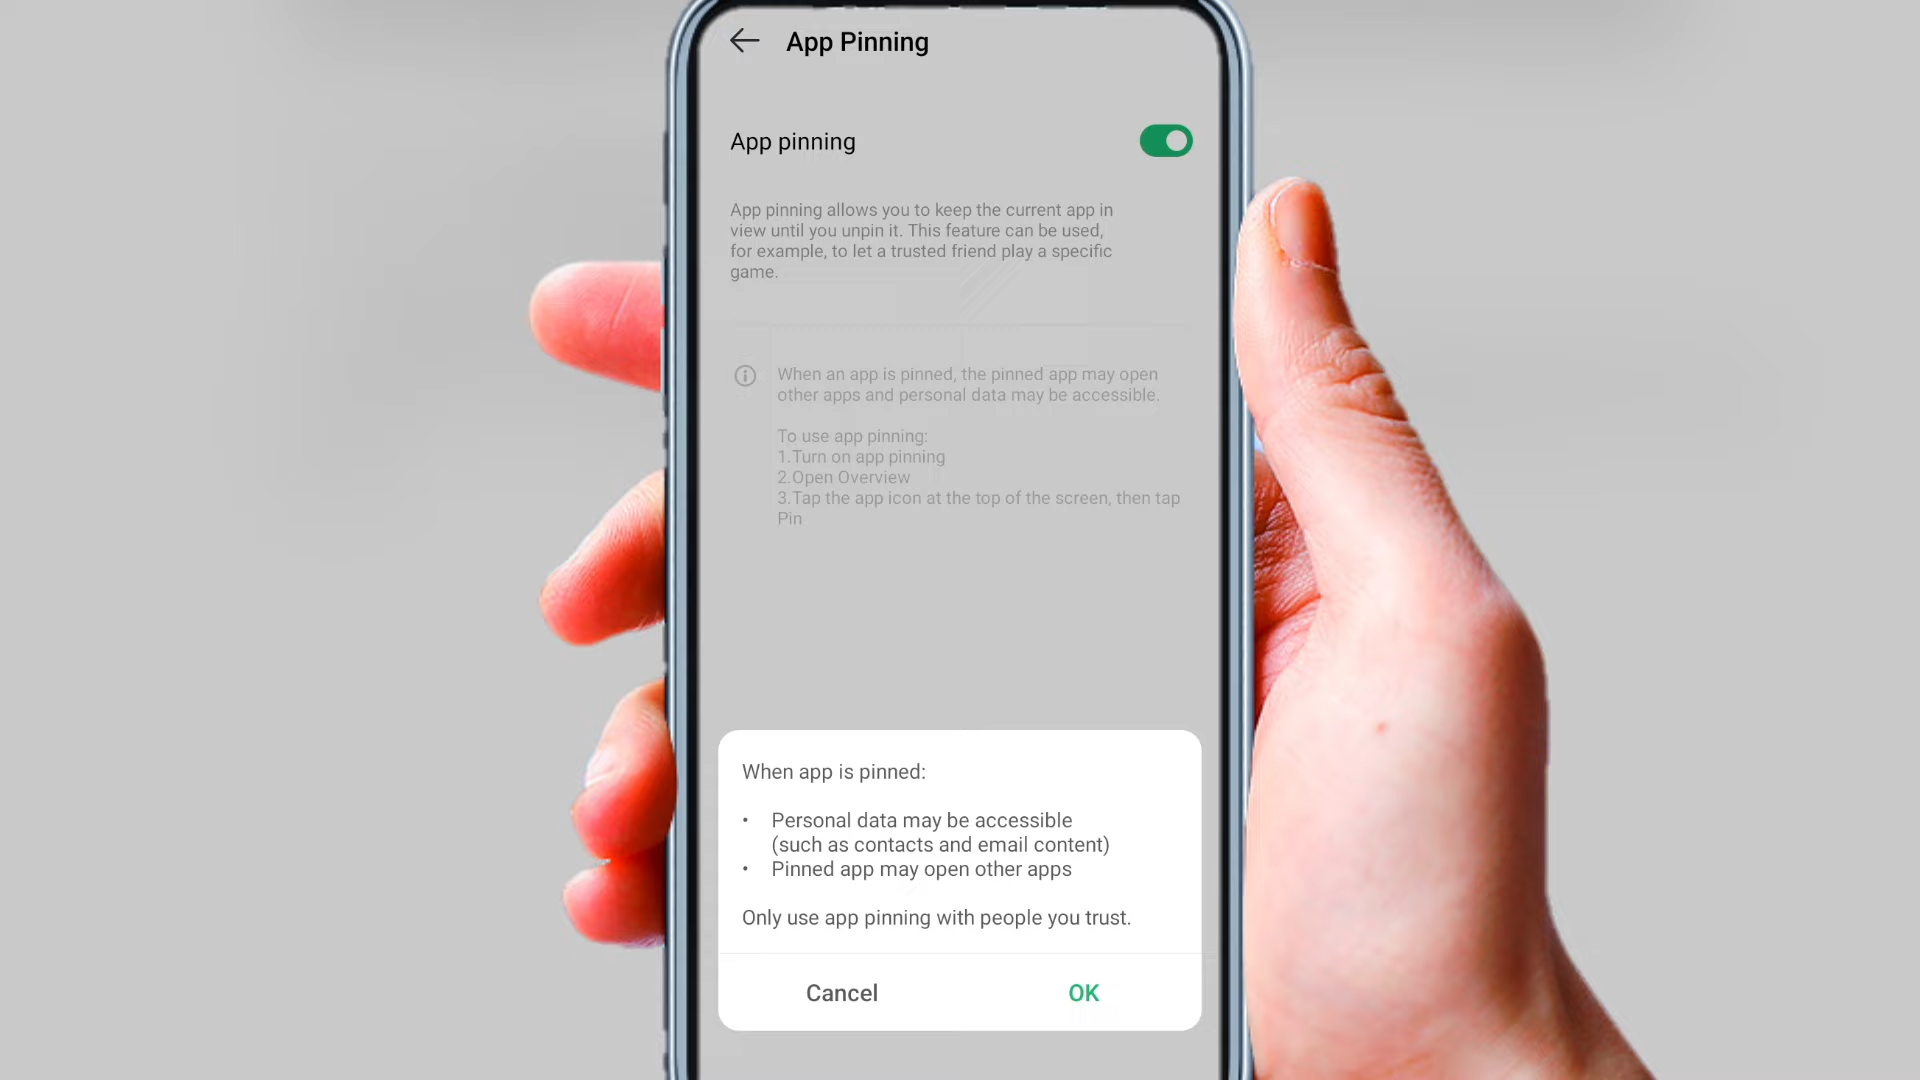 App Pinning
App pinning
App pinning allows you to keep the current app in
view until you unpin it. This feature can be used,
for example, to let a trusted friend play a specific
game.
When an app is pinned, the pinned app may open
other apps and personal data may be accessible.
To use app pinning:
1.Turn on app pinning
2.Open Overview
3.Tap the app icon at the top of the screen, then tap
Pin
When app is pinned:
• Personal data may be accessible
(such as contacts and email content)
• Pinned app may open other apps
Only use app pinning with people you trust.
Cancel OK